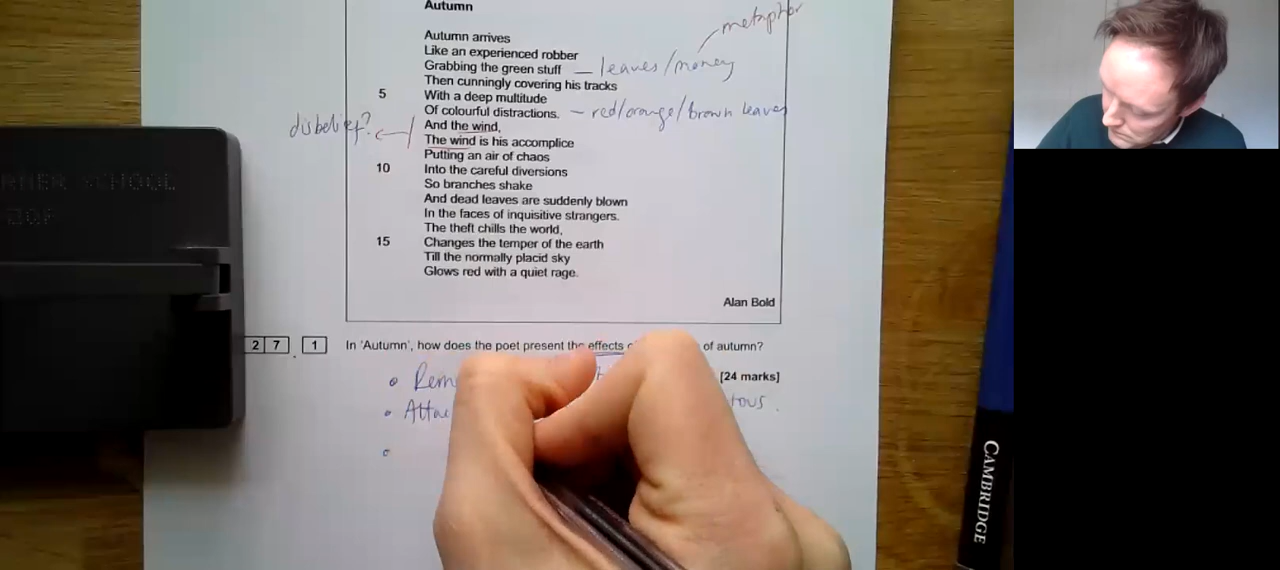 Autumn
metaphor
Autumn arrives
Like an experienced robber
Grabbing the green stuff — leaves/money
Then cunningly covering his tracks
5 With a deep multitude
Of colourful distractions. — red/orange/brown leaves
disbelief? And the wind,
The wind is his accomplice
Putting an air of chaos
10 Into the careful diversions
So branches shake
And dead leaves are suddenly blown
In the faces of inquisitive strangers.
The theft chills the world,
15 Changes the temper of the earth
Till the normally placid sky
Glows red with a quiet rage.
Alan Bold
2 7 . 1 In 'Autumn', how does the poet present the effects of autumn?
[24 marks]
CAMBRIDGE